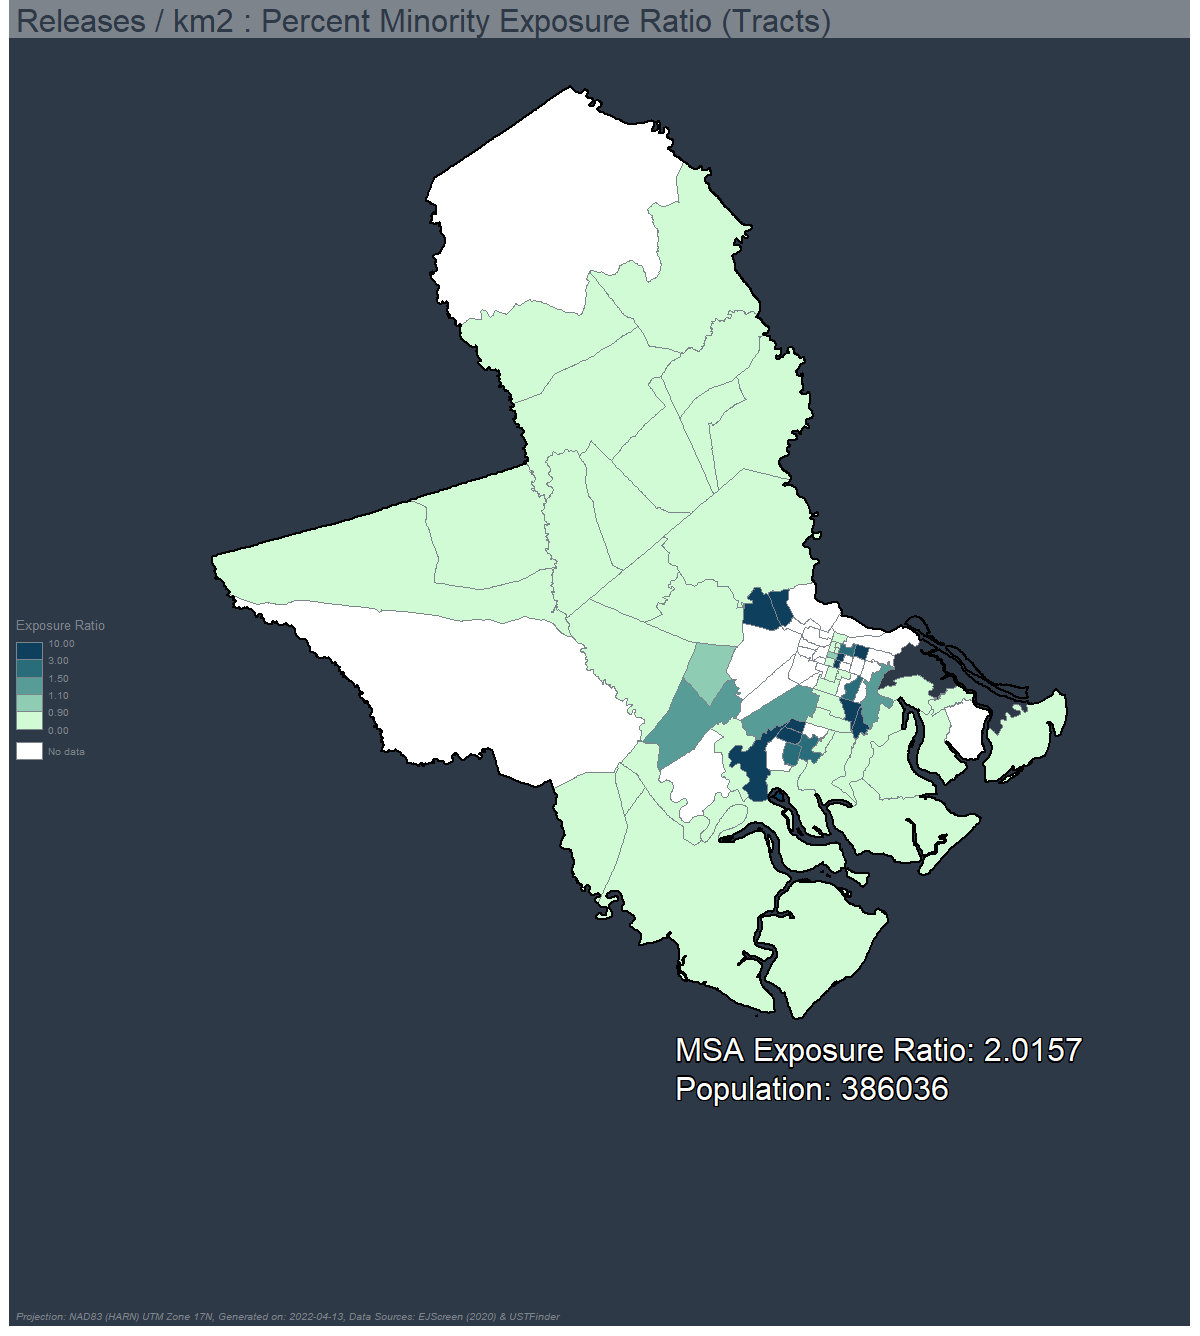 Releases / km2 : Percent Minority Exposure Ratio (Tracts)
Exposure Ratio
10.00
3.00
1.50
1.10
0.90
0.00
No data
MSA Exposure Ratio: 2.0157
Population: 386036
Projection: NAD83 (HARN) UTM Zone 17N, Generated on: 2022-04-13, Data Sources: EJScreen (2020) & USTFinder